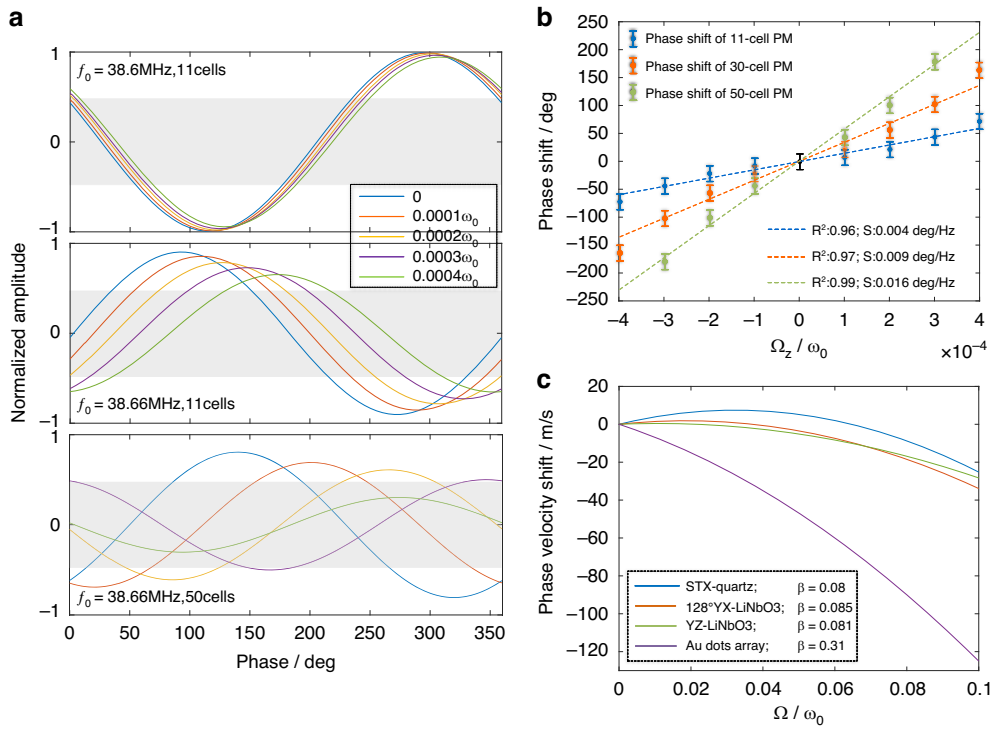 a
Normalized amplitude
1
0
−1
f₀ = 38.6MHz,11cells
0
0.0001ω₀
0.0002ω₀
0.0003ω₀
0.0004ω₀
1
0
−1
f₀ = 38.66MHz,11cells
1
0
−1
f₀ = 38.66MHz,50cells
0 50 100 150 200 250 300 350
Phase / deg
b
Phase shift / deg
250
200
150
100
50
0
−50
−100
−150
−200
−250
Phase shift of 11-cell PM
Phase shift of 30-cell PM
Phase shift of 50-cell PM
R²:0.96; S:0.004 deg/Hz
R²:0.97; S:0.009 deg/Hz
R²:0.99; S:0.016 deg/Hz
−4 −3 −2 −1 0 1 2 3 4
Ω_z / ω₀
×10⁻⁴
c
Phase velocity shift / m/s
20
0
−20
−40
−60
−80
−100
−120
STX-quartz; β = 0.08
128°YX-LiNbO3; β = 0.085
YZ-LiNbO3; β = 0.081
Au dots array; β = 0.31
0 0.02 0.04 0.06 0.08 0.1
Ω / ω₀